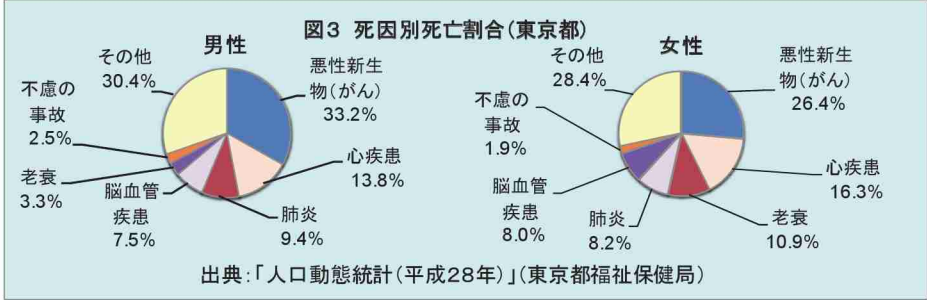 図3 死因別死亡割合(東京都)
男性
悪性新生
物(がん)
33.2%
心疾患
13.8%
肺炎
9.4%
脳血管
疾患
7.5%
老衰
3.3%
不慮の
事故
2.5%
その他
30.4%
女性
悪性新生
物(がん)
26.4%
心疾患
16.3%
老衰
10.9%
肺炎
8.2%
脳血管
疾患
8.0%
不慮の
事故
1.9%
その他
28.4%
出典:「人口動態統計(平成28年)」(東京都福祉保健局)